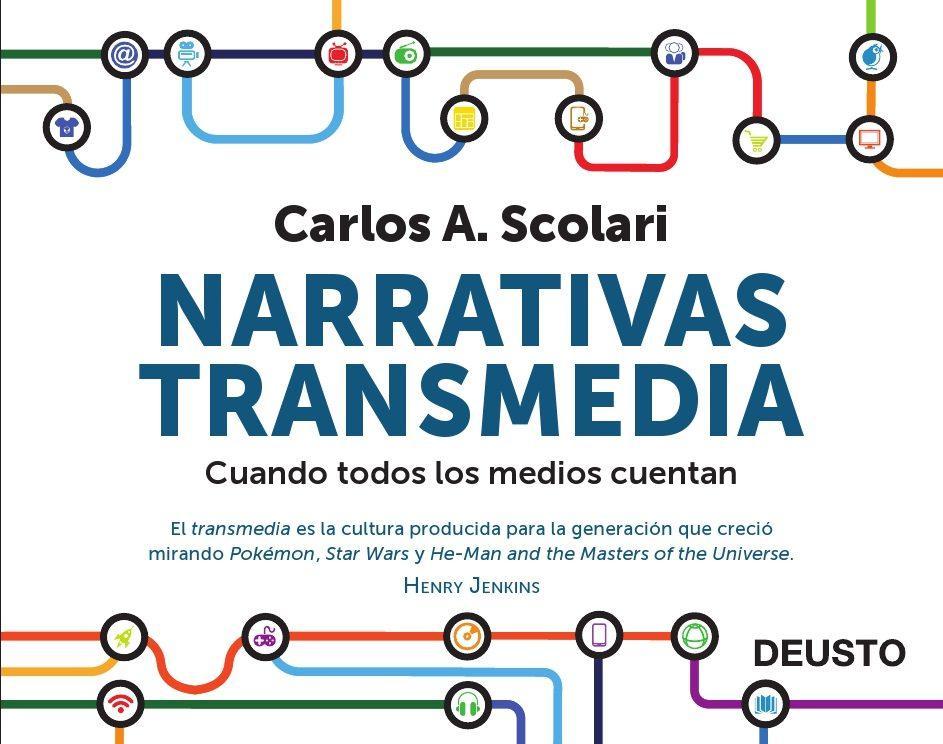 Carlos A. Scolari
NARRATIVAS
TRANSMEDIA
Cuando todos los medios cuentan
El transmedia es la cultura producida para la generación que creció
mirando Pokémon, Star Wars y He-Man and the Masters of the Universe.
HENRY JENKINS
DEUSTO